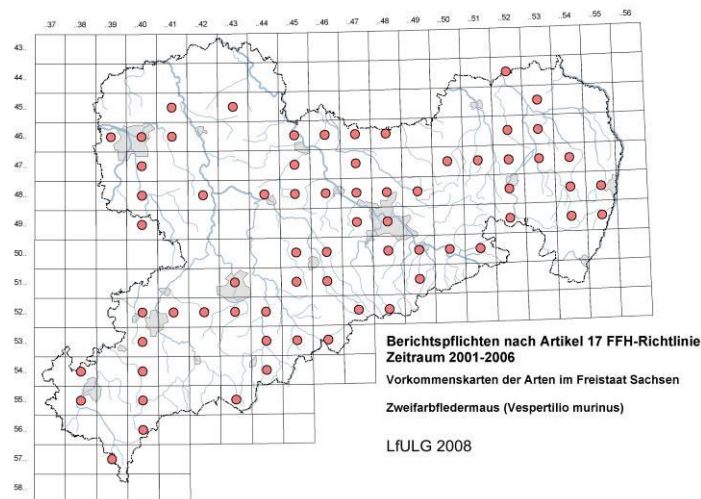 ..37 ..38 ..39 ..40 ..41 ..42 ..43 ..44 ..45 ..46 ..47 ..48 ..49 ..50 ..51 ..52 ..53 ..54 ..55 ..56
43..
44..
45..
46..
47..
48..
49..
50..
51..
52..
53..
54..
55..
56..
57..
58..
Berichtspflichten nach Artikel 17 FFH-Richtlinie
Zeitraum 2001-2006
Vorkommenskarten der Arten im Freistaat Sachsen
Zweifarbfledermaus (Vespertilio murinus)
LfULG 2008